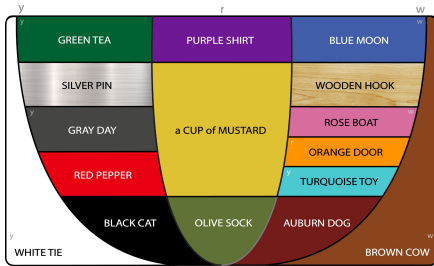 y r w
y w
GREEN TEA PURPLE SHIRT BLUE MOON
SILVER PIN WOODEN HOOK
y w
ROSE BOAT
a CUP of MUSTARD
GRAY DAY
r
ORANGE DOOR
y
RED PEPPER TURQUOISE TOY
BLACK CAT OLIVE SOCK AUBURN DOG
y w
WHITE TIE BROWN COW